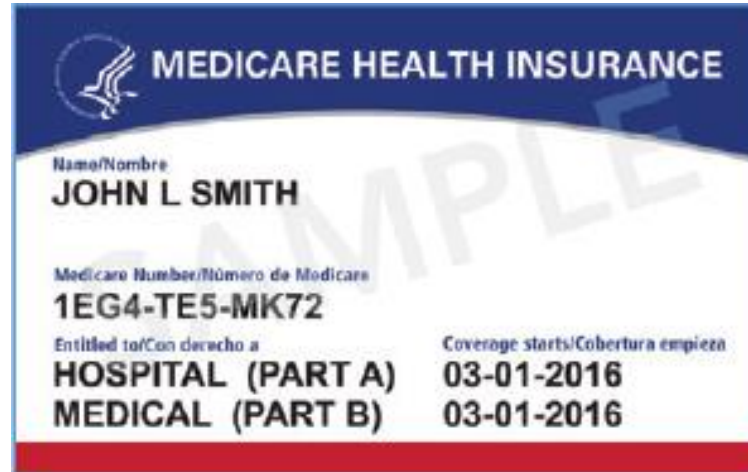 MEDICARE HEALTH INSURANCE
Name/Nombre
JOHN L SMITH
Medicare Number/Número de Medicare
1EG4-TE5-MK72
Entitled to/Con derecho a Coverage starts/Cobertura empieza
HOSPITAL (PART A) 03-01-2016
MEDICAL (PART B) 03-01-2016
SAMPLE